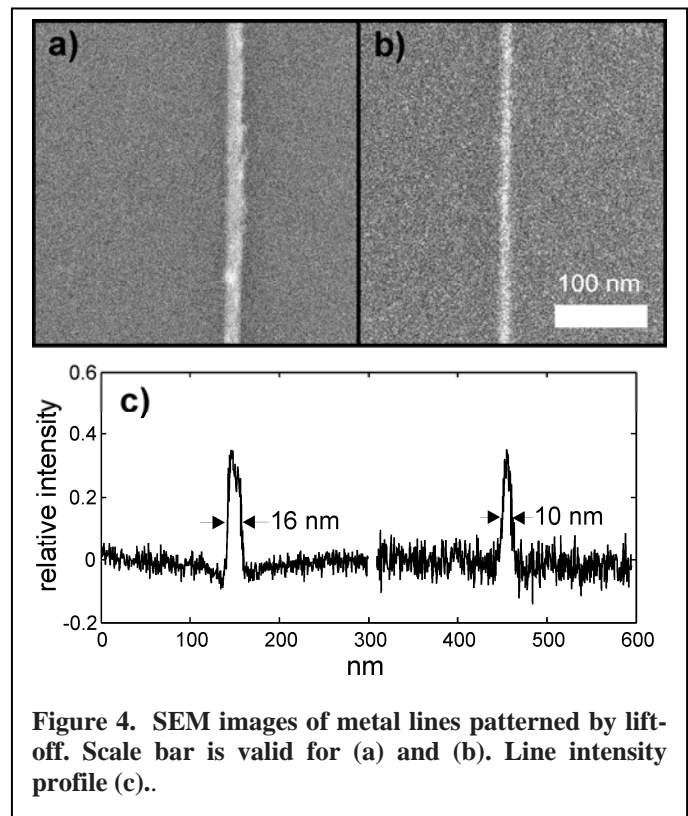 a)
b)
100 nm
0.6
c)
0.4
relative intensity
0.2
16 nm
10 nm
0
-0.2
0 100 200 300 400 500 600
nm
Figure 4. SEM images of metal lines patterned by lift-
off. Scale bar is valid for (a) and (b). Line intensity
profile (c)..